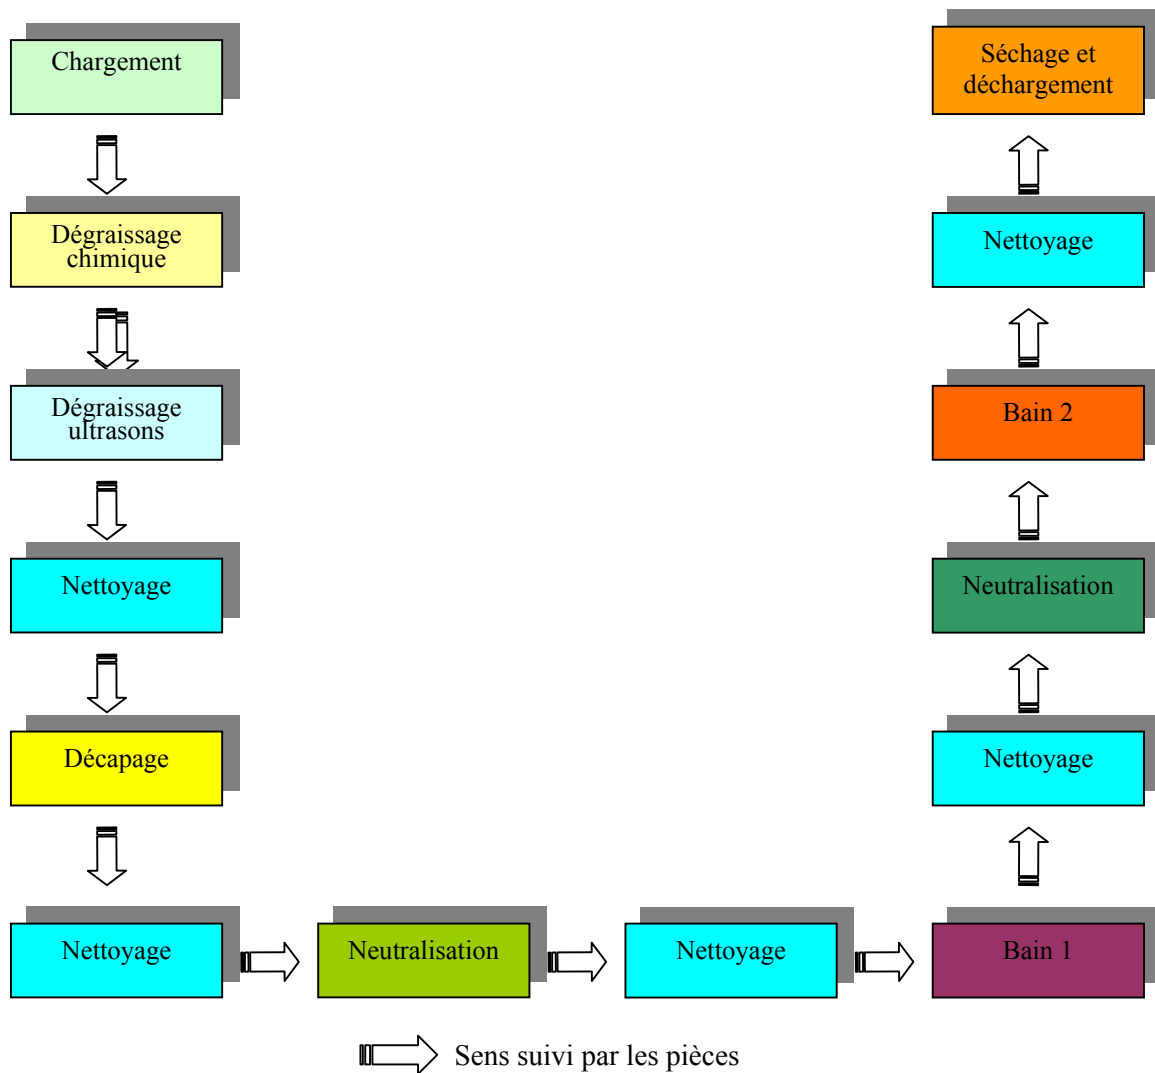 Chargement
Dégraissage
chimique
Dégraissage
ultrasons
Nettoyage
Décapage
Nettoyage
Neutralisation
Nettoyage
Bain 1
Nettoyage
Neutralisation
Bain 2
Nettoyage
Séchage et
déchargement
Sens suivi par les pièces